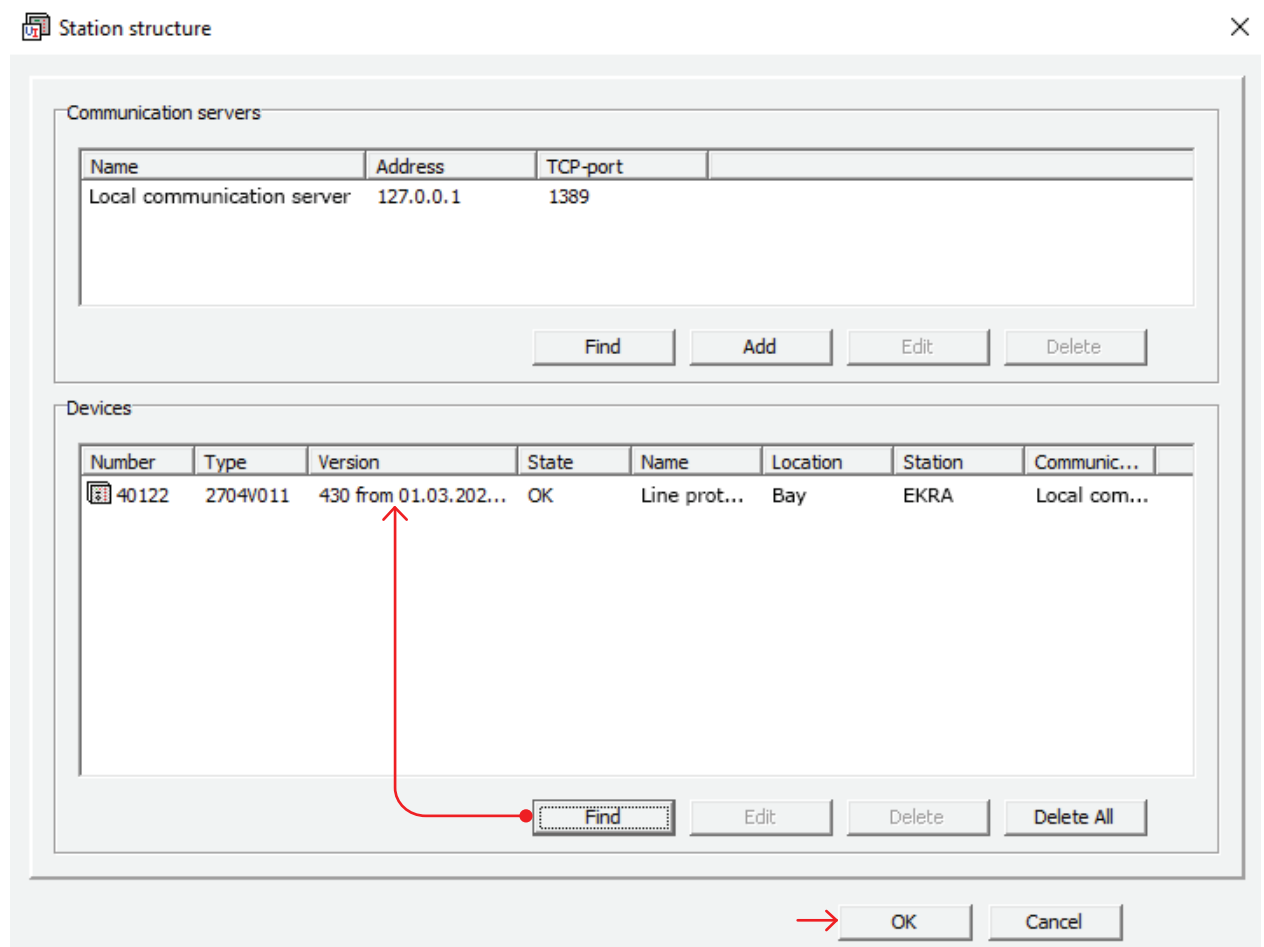 Station structure
Communication servers
Name Address TCP-port
Local communication server 127.0.0.1 1389
Find Add Edit Delete
Devices
Number Type Version State Name Location Station Communic...
40122 2704V011 430 from 01.03.202... OK Line prot... Bay EKRA Local com...
Find Edit Delete Delete All
OK Cancel